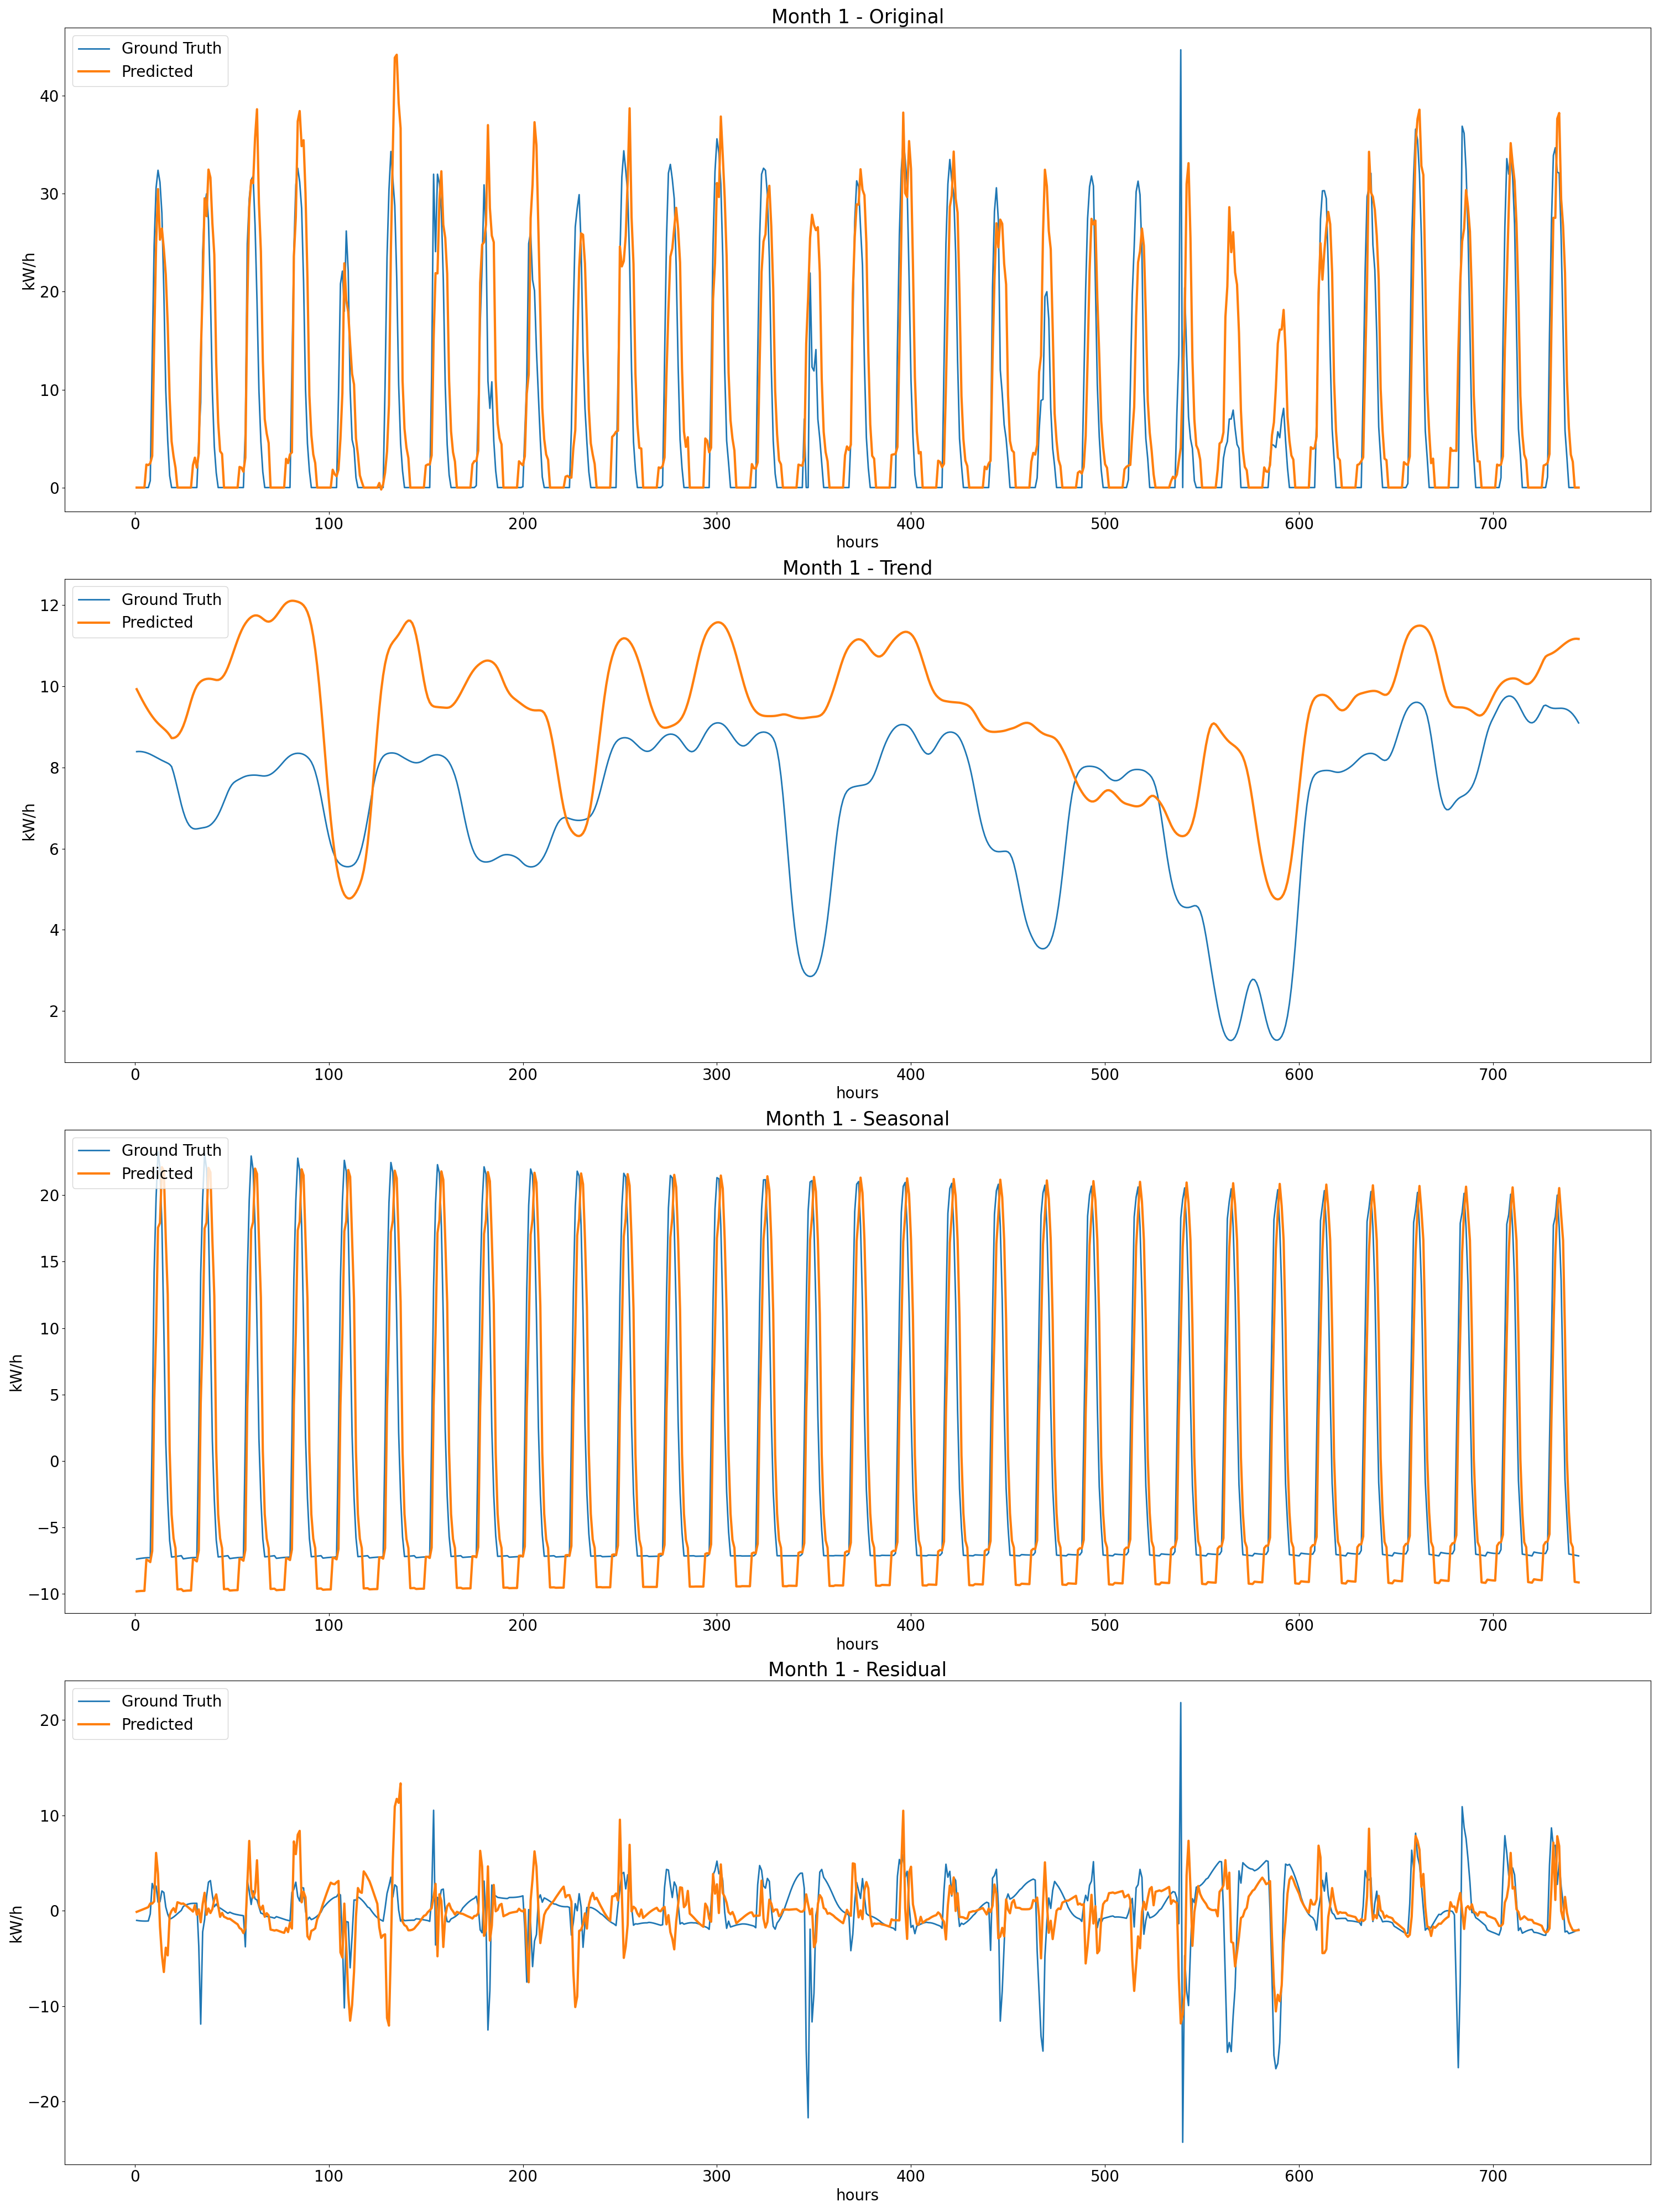 Month 1 - Original
Ground Truth
Predicted
kW/h
40
30
20
10
0
0 100 200 300 400 500 600 700
hours
Month 1 - Trend
Ground Truth
Predicted
kW/h
12
10
8
6
4
2
0 100 200 300 400 500 600 700
hours
Month 1 - Seasonal
Ground Truth
Predicted
kW/h
20
15
10
5
0
−5
−10
0 100 200 300 400 500 600 700
hours
Month 1 - Residual
Ground Truth
Predicted
kW/h
20
10
0
−10
−20
0 100 200 300 400 500 600 700
hours